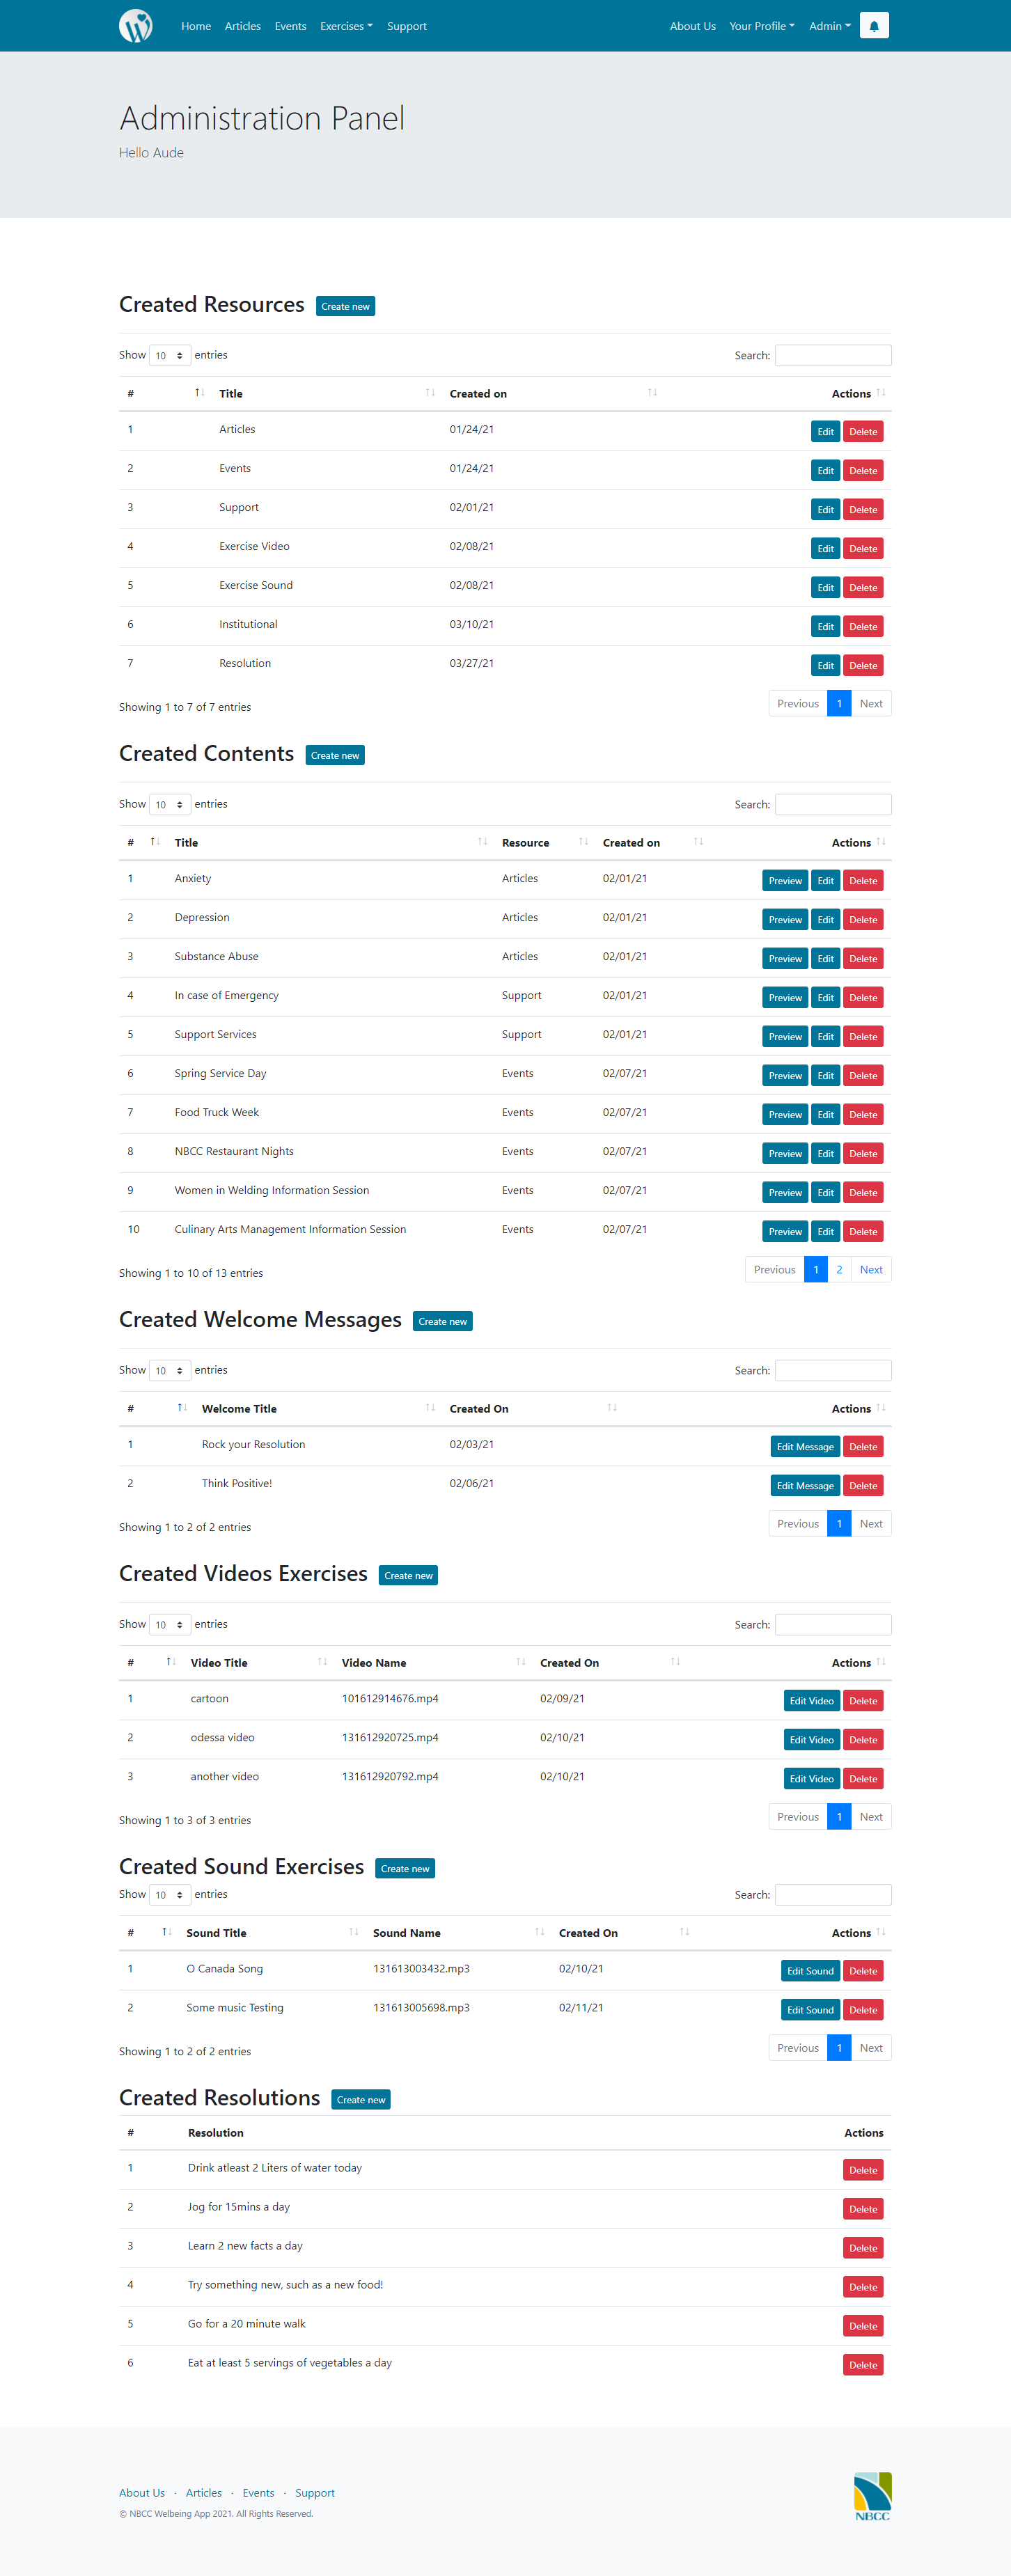 Home Articles Events Exercises Support About Us Your Profile Admin
Administration Panel
Hello Aude
Created Resources Create new
Show 10 entries Search:
# Title Created on Actions
1 Articles 01/24/21 Edit Delete
2 Events 01/24/21 Edit Delete
3 Support 02/01/21 Edit Delete
4 Exercise Video 02/08/21 Edit Delete
5 Exercise Sound 02/08/21 Edit Delete
6 Institutional 03/10/21 Edit Delete
7 Resolution 03/27/21 Edit Delete
Showing 1 to 7 of 7 entries Previous 1 Next
Created Contents Create new
Show 10 entries Search:
# Title Resource Created on Actions
1 Anxiety Articles 02/01/21 Preview Edit Delete
2 Depression Articles 02/01/21 Preview Edit Delete
3 Substance Abuse Articles 02/01/21 Preview Edit Delete
4 In case of Emergency Support 02/01/21 Preview Edit Delete
5 Support Services Support 02/01/21 Preview Edit Delete
6 Spring Service Day Events 02/07/21 Preview Edit Delete
7 Food Truck Week Events 02/07/21 Preview Edit Delete
8 NBCC Restaurant Nights Events 02/07/21 Preview Edit Delete
9 Women in Welding Information Session Events 02/07/21 Preview Edit Delete
10 Culinary Arts Management Information Session Events 02/07/21 Preview Edit Delete
Showing 1 to 10 of 13 entries Previous 1 2 Next
Created Welcome Messages Create new
Show 10 entries Search:
# Welcome Title Created On Actions
1 Rock your Resolution 02/03/21 Edit Message Delete
2 Think Positive! 02/06/21 Edit Message Delete
Showing 1 to 2 of 2 entries Previous 1 Next
Created Videos Exercises Create new
Show 10 entries Search:
# Video Title Video Name Created On Actions
1 cartoon 101612914676.mp4 02/09/21 Edit Video Delete
2 odessa video 131612920725.mp4 02/10/21 Edit Video Delete
3 another video 131612920792.mp4 02/10/21 Edit Video Delete
Showing 1 to 3 of 3 entries Previous 1 Next
Created Sound Exercises Create new
Show 10 entries Search:
# Sound Title Sound Name Created On Actions
1 O Canada Song 131613003432.mp3 02/10/21 Edit Sound Delete
2 Some music Testing 131613005698.mp3 02/11/21 Edit Sound Delete
Showing 1 to 2 of 2 entries Previous 1 Next
Created Resolutions Create new
# Resolution Actions
1 Drink atleast 2 Liters of water today Delete
2 Jog for 15mins a day Delete
3 Learn 2 new facts a day Delete
4 Try something new, such as a new food! Delete
5 Go for a 20 minute walk Delete
6 Eat at least 5 servings of vegetables a day Delete
About Us · Articles · Events · Support
© NBCC Welbeing App 2021. All Rights Reserved.
NBCC